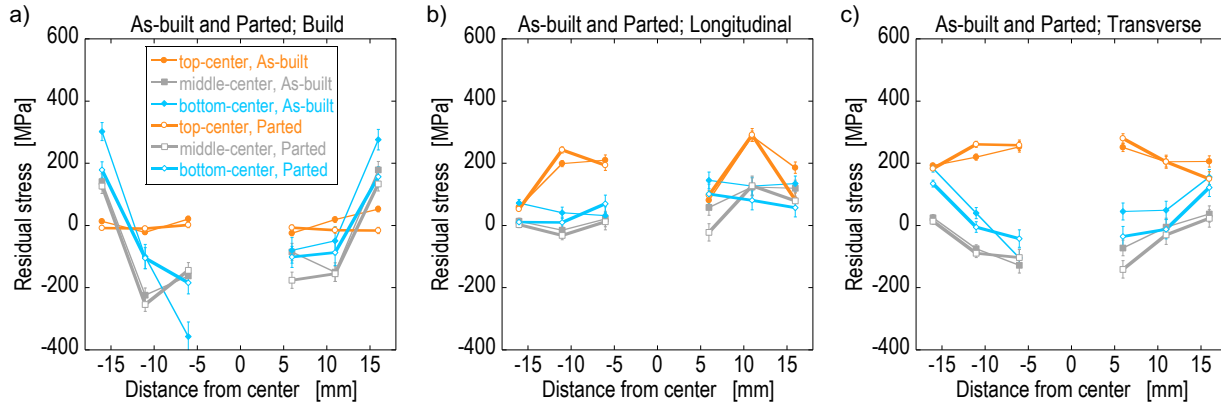 a)
As-built and Parted; Build
600
400
200
0
-200
-400
Residual stress [MPa]
top-center, As-built
middle-center, As-built
bottom-center, As-built
top-center, Parted
middle-center, Parted
bottom-center, Parted
-15 -10 -5 0 5 10 15
Distance from center [mm]
b)
As-built and Parted; Longitudinal
600
400
200
0
-200
-400
Residual stress [MPa]
-15 -10 -5 0 5 10 15
Distance from center [mm]
c)
As-built and Parted; Transverse
600
400
200
0
-200
-400
Residual stress [MPa]
-15 -10 -5 0 5 10 15
Distance from center [mm]